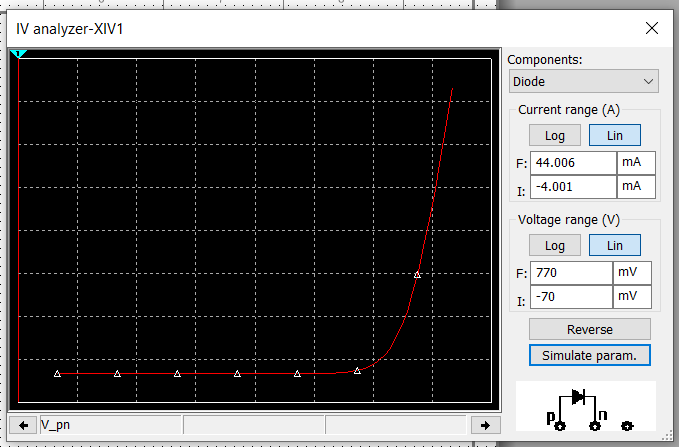 IV analyzer-XIV1
1
Components:
Diode
Current range (A)
Log Lin
F: 44.006 mA
I: -4.001 mA
Voltage range (V)
Log Lin
F: 770 mV
I: -70 mV
Reverse
Simulate param.
p n
V_pn